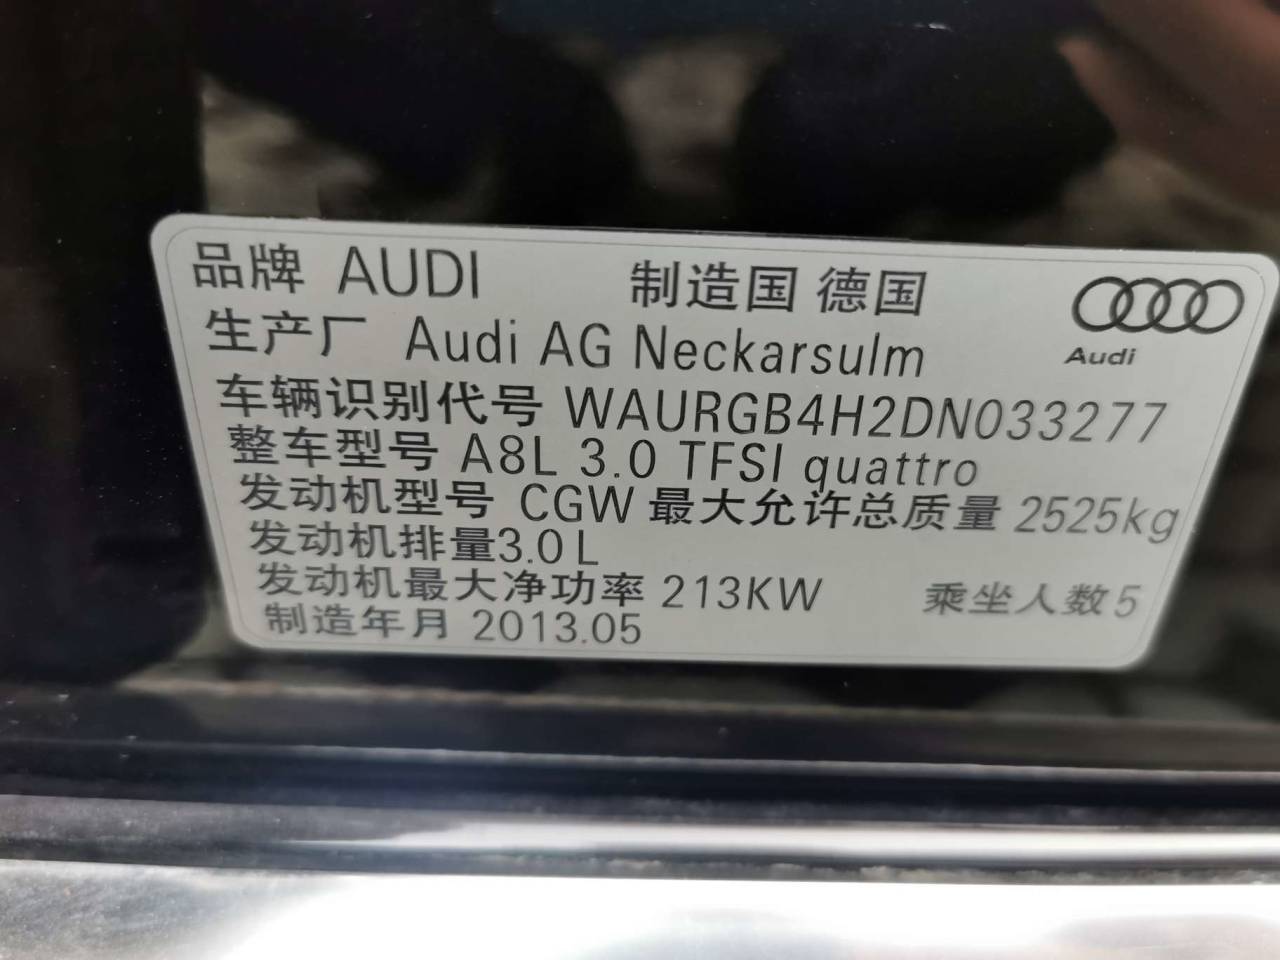 品牌 AUDI 制造国 德国
生产厂 Audi AG Neckarsulm
Audi
车辆识别代号 WAURGB4H2DN033277
整车型号 A8L 3.0 TFSI quattro
发动机型号 CGW 最大允许总质量 2525kg
发动机排量3.0L
发动机最大净功率 213KW 乘坐人数5
制造年月 2013.05